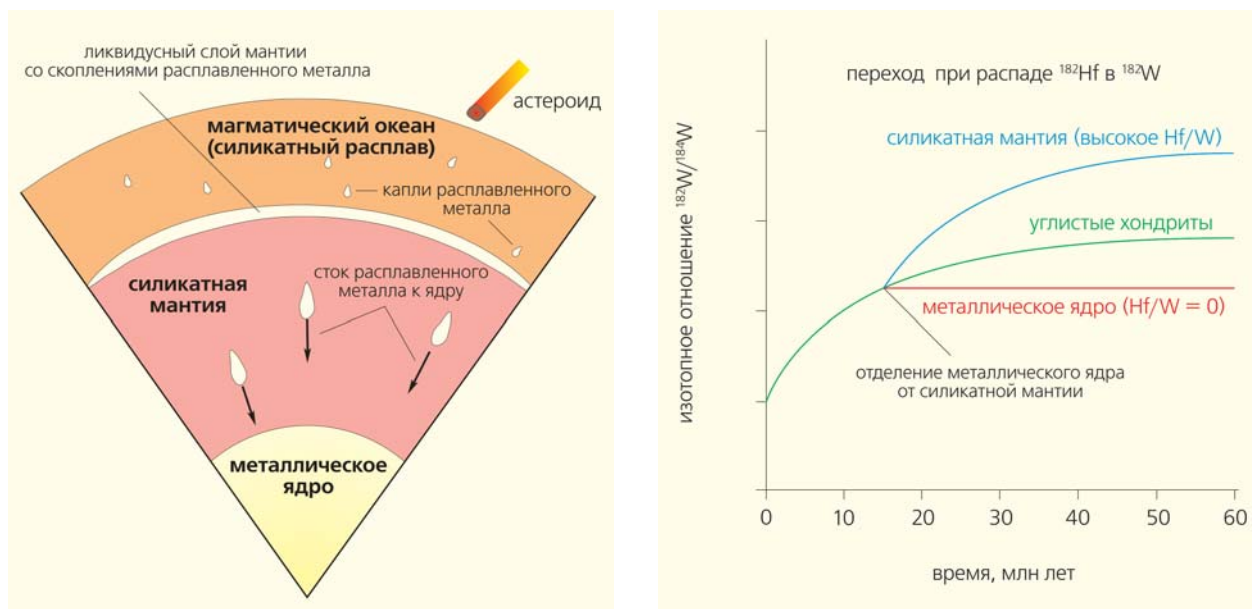 ликвидусный слой мантии
со скоплениями расплавленного металла
астероид
магматический океан
(силикатный расплав)
капли расплавленного
металла
силикатная
мантия
сток расплавленного
металла к ядру
металлическое
ядро
изотопное отношение ¹⁸²W/¹⁸⁴W
переход при распаде ¹⁸²Hf в ¹⁸²W
силикатная мантия (высокое Hf/W)
углистые хондриты
металлическое ядро (Hf/W = 0)
отделение металлического ядра
от силикатной мантии
0 10 20 30 40 50 60
время, млн лет